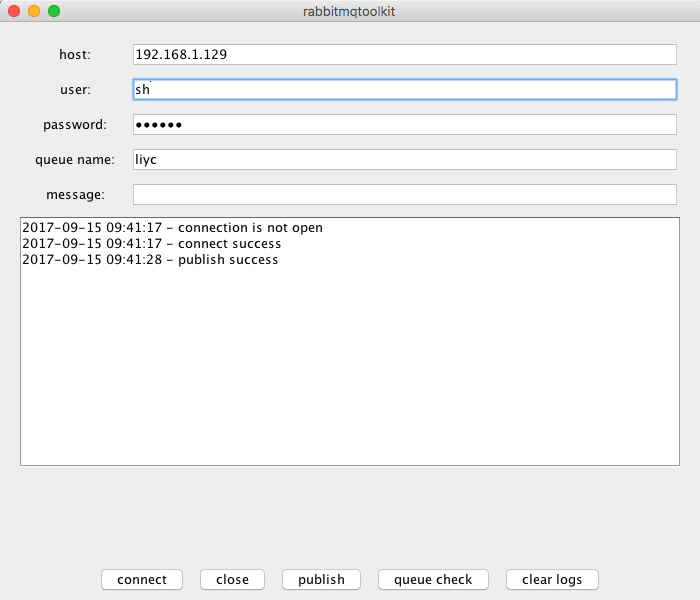 rabbitmqtoolkit
host: 192.168.1.129
user: sh
password: ••••••
queue name: liyc
message:
2017-09-15 09:41:17 – connection is not open
2017-09-15 09:41:17 – connect success
2017-09-15 09:41:28 – publish success
connect close publish queue check clear logs